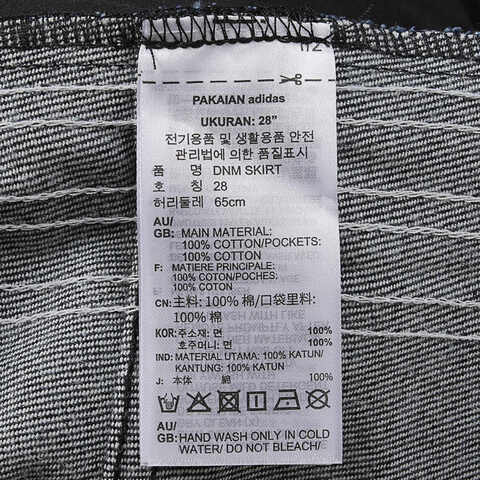 PAKAIAN adidas
UKURAN: 28"
전기용품 및 생활용품 안전
관리법에 의한 품질표시
품 명 DNM SKIRT
호 칭 28
허리둘레 65cm
AU/
GB: MAIN MATERIAL:
100% COTTON/POCKETS:
100% COTTON
F: MATIERE PRINCIPALE:
100% COTON/POCHES:
100% COTON
CN: 主料: 100% 棉/口袋里料:
100% 棉
KOR: 주소재: 면 100%
호주머니: 면 100%
IND: MATERIAL UTAMA: 100% KATUN/
KANTUNG: 100% KATUN
J: 本体 綿 100%
AU/
GB: HAND WASH ONLY IN COLD
WATER/ DO NOT BLEACH/